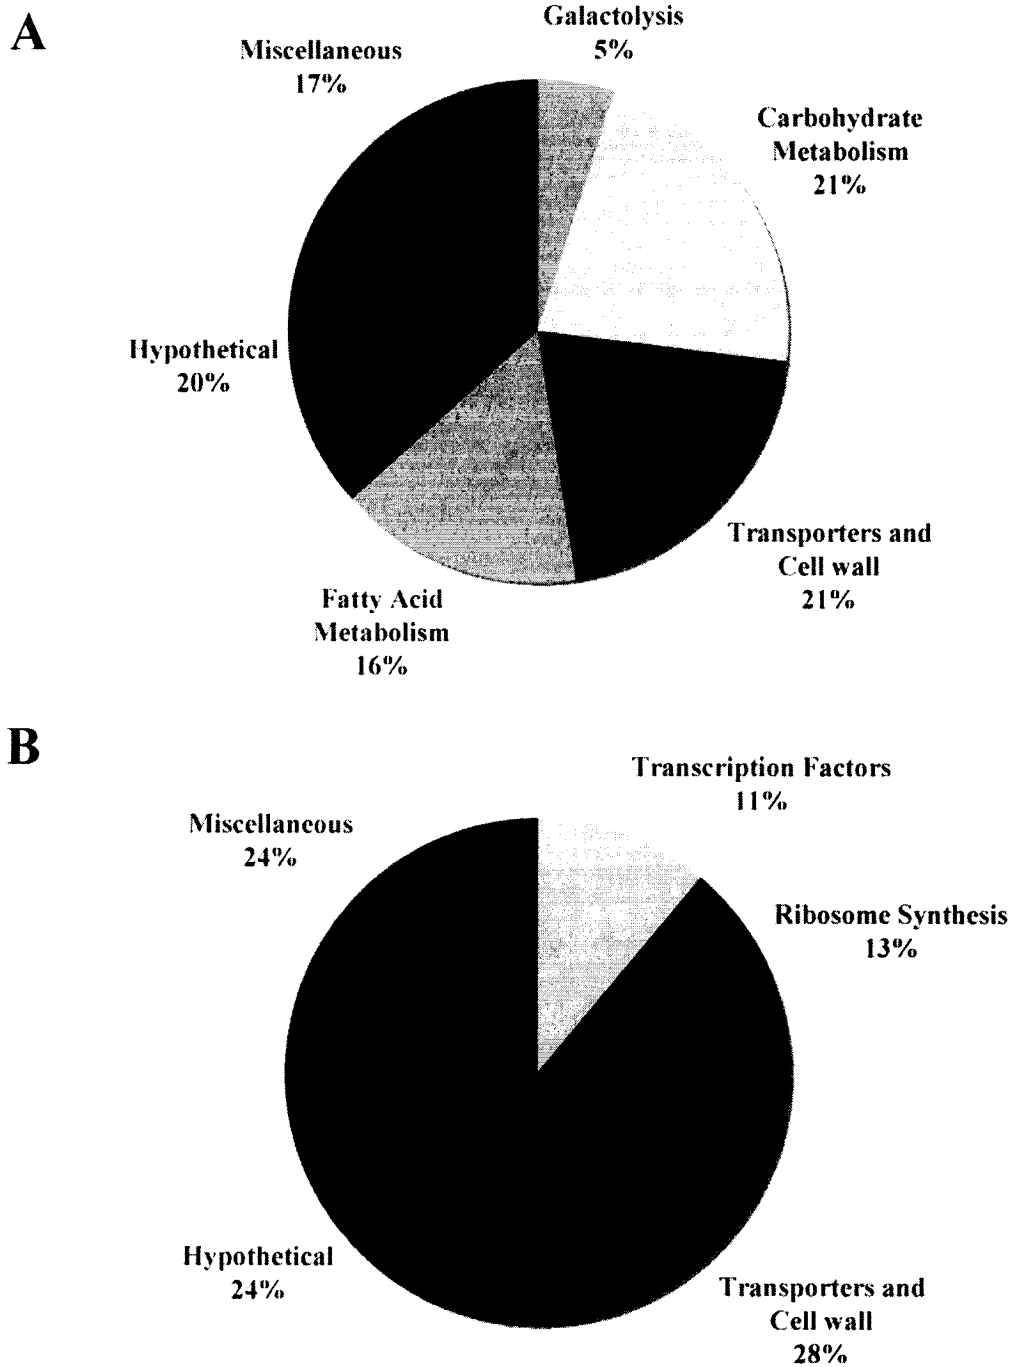 A
Galactolysis
5%
Miscellaneous
17%
Carbohydrate
Metabolism
21%
Hypothetical
20%
Transporters and
Cell wall
21%
Fatty Acid
Metabolism
16%
B
Transcription Factors
11%
Miscellaneous
24%
Ribosome Synthesis
13%
Hypothetical
24%
Transporters and
Cell wall
28%